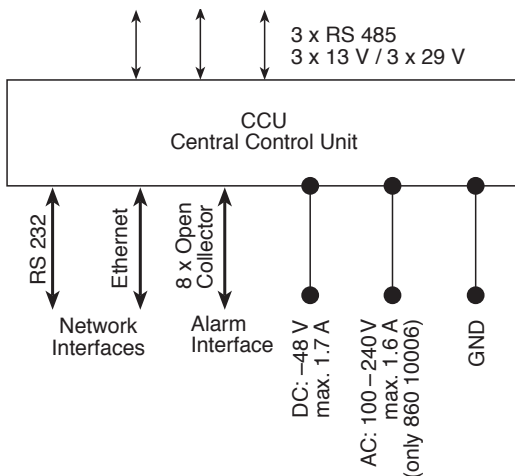 3 x RS 485
3 x 13 V / 3 x 29 V
CCU
Central Control Unit
RS 232
Ethernet
8 x Open
Collector
Network
Interfaces
Alarm
Interface
DC: –48 V
max. 1.7 A
AC: 100–240 V
max. 1.6 A
(only 860 10006)
GND